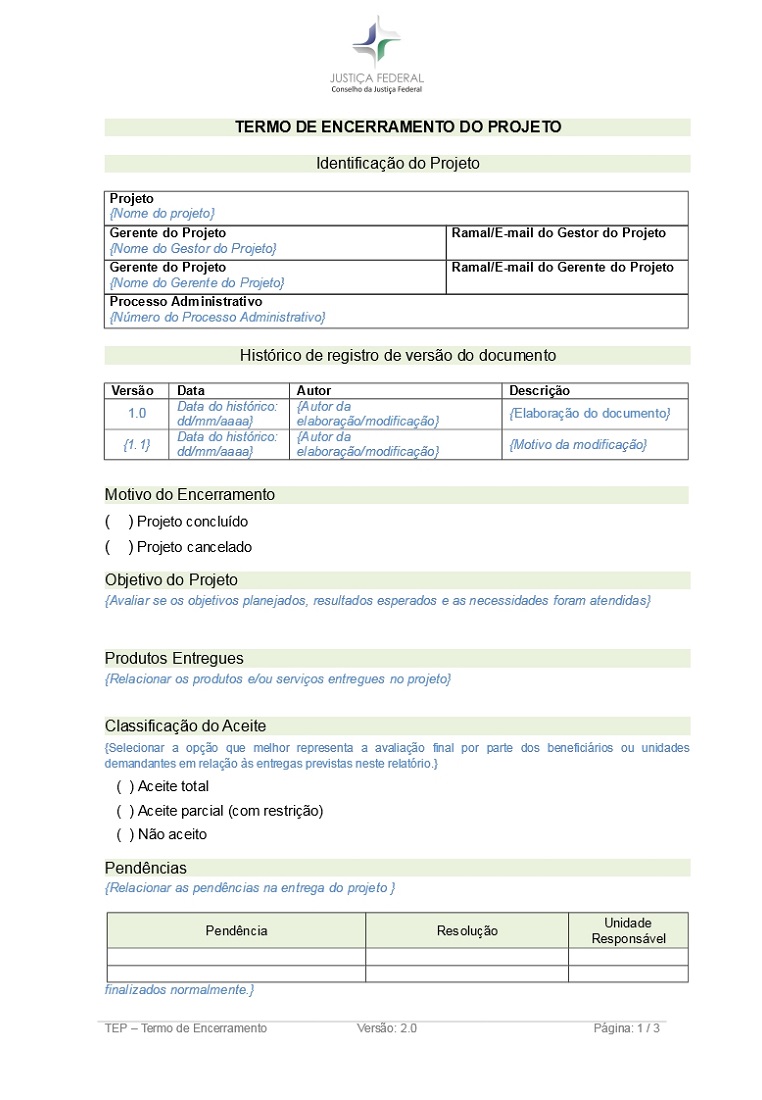 JUSTIÇA FEDERAL
Conselho da Justiça Federal
TERMO DE ENCERRAMENTO DO PROJETO
Identificação do Projeto
Projeto
{Nome do projeto}
Gerente do Projeto
{Nome do Gestor do Projeto}
Ramal/E-mail do Gestor do Projeto
Gerente do Projeto
{Nome do Gerente do Projeto}
Ramal/E-mail do Gerente do Projeto
Processo Administrativo
{Número do Processo Administrativo}
Histórico de registro de versão do documento
Versão Data Autor Descrição
1.0
Data do histórico:
dd/mm/aaaa}
{Autor da
elaboração/modificação}
{Elaboração do documento}
{1.1}
Data do histórico:
dd/mm/aaaa}
{Autor da
elaboração/modificação}
{Motivo da modificação}
Motivo do Encerramento
( ) Projeto concluído
( ) Projeto cancelado
Objetivo do Projeto
{Avaliar se os objetivos planejados, resultados esperados e as necessidades foram atendidas}
Produtos Entregues
{Relacionar os produtos e/ou serviços entregues no projeto}
Classificação do Aceite
{Selecionar a opção que melhor representa a avaliação final por parte dos beneficiários ou unidades
demandantes em relação às entregas previstas neste relatório.}
( ) Aceite total
( ) Aceite parcial (com restrição)
( ) Não aceito
Pendências
{Relacionar as pendências na entrega do projeto }
Pendência
Resolução
Unidade
Responsável
finalizados normalmente.}
TEP – Termo de Encerramento Versão: 2.0 Página: 1 / 3